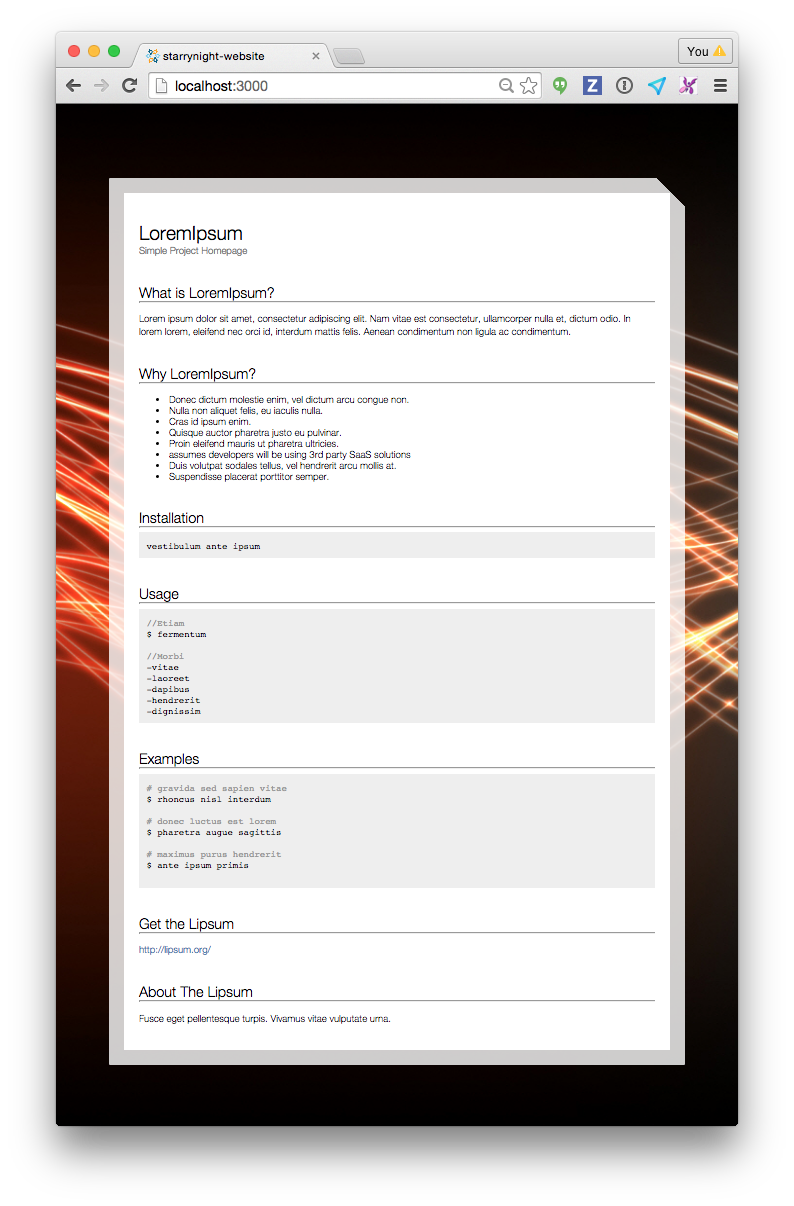 starrynight-website
You
localhost:3000
LoremIpsum
Simple Project Homepage
What is LoremIpsum?
Lorem ipsum dolor sit amet, consectetur adipiscing elit. Nam vitae est consectetur, ullamcorper nulla et, dictum odio. In
lorem lorem, eleifend nec orci id, interdum mattis felis. Aenean condimentum non ligula ac condimentum.
Why LoremIpsum?
• Donec dictum molestie enim, vel dictum arcu congue non.
• Nulla non aliquet felis, eu iaculis nulla.
• Cras id ipsum enim.
• Quisque auctor pharetra justo eu pulvinar.
• Proin eleifend mauris ut pharetra ultricies.
• assumes developers will be using 3rd party SaaS solutions
• Duis volutpat sodales tellus, vel hendrerit arcu mollis at.
• Suspendisse placerat porttitor semper.
Installation
vestibulum ante ipsum
Usage
//Etiam
$ fermentum
//Morbi
-vitae
-laoreet
-dapibus
-hendrerit
-dignissim
Examples
# gravida sed sapien vitae
$ rhoncus nisl interdum
# donec luctus est lorem
$ pharetra augue sagittis
# maximus purus hendrerit
$ ante ipsum primis
Get the Lipsum
http://lipsum.org/
About The Lipsum
Fusce eget pellentesque turpis. Vivamus vitae vulputate urna.